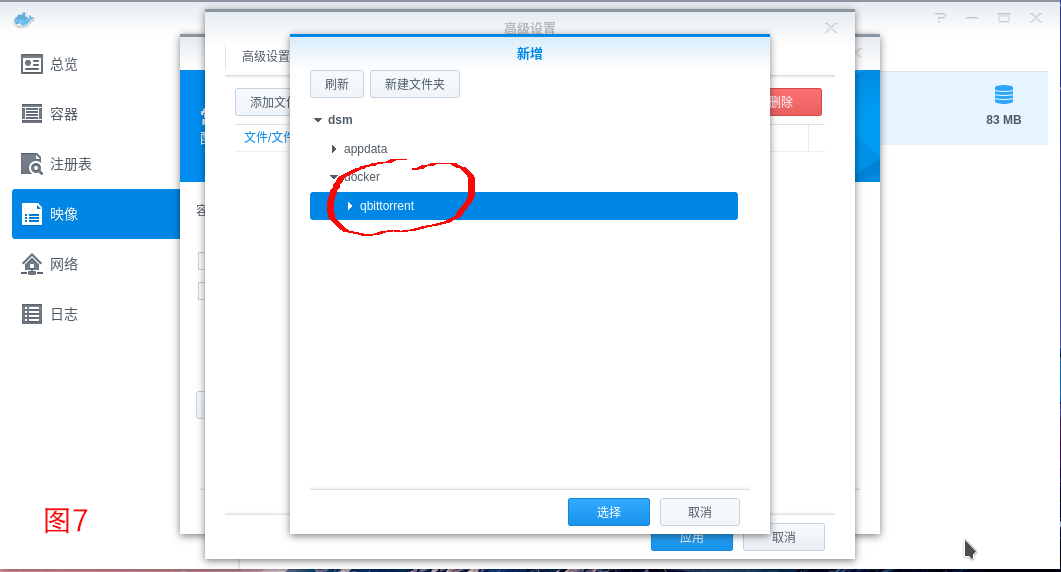 高级设置
新增
高级设置
刷新
新建文件夹
总览
添加文
删除
83 MB
容器
dsm
文件/文
appdata
注册表
docker
映像
qbittorrent
网络
日志
选择
取消
图7
应用
取消